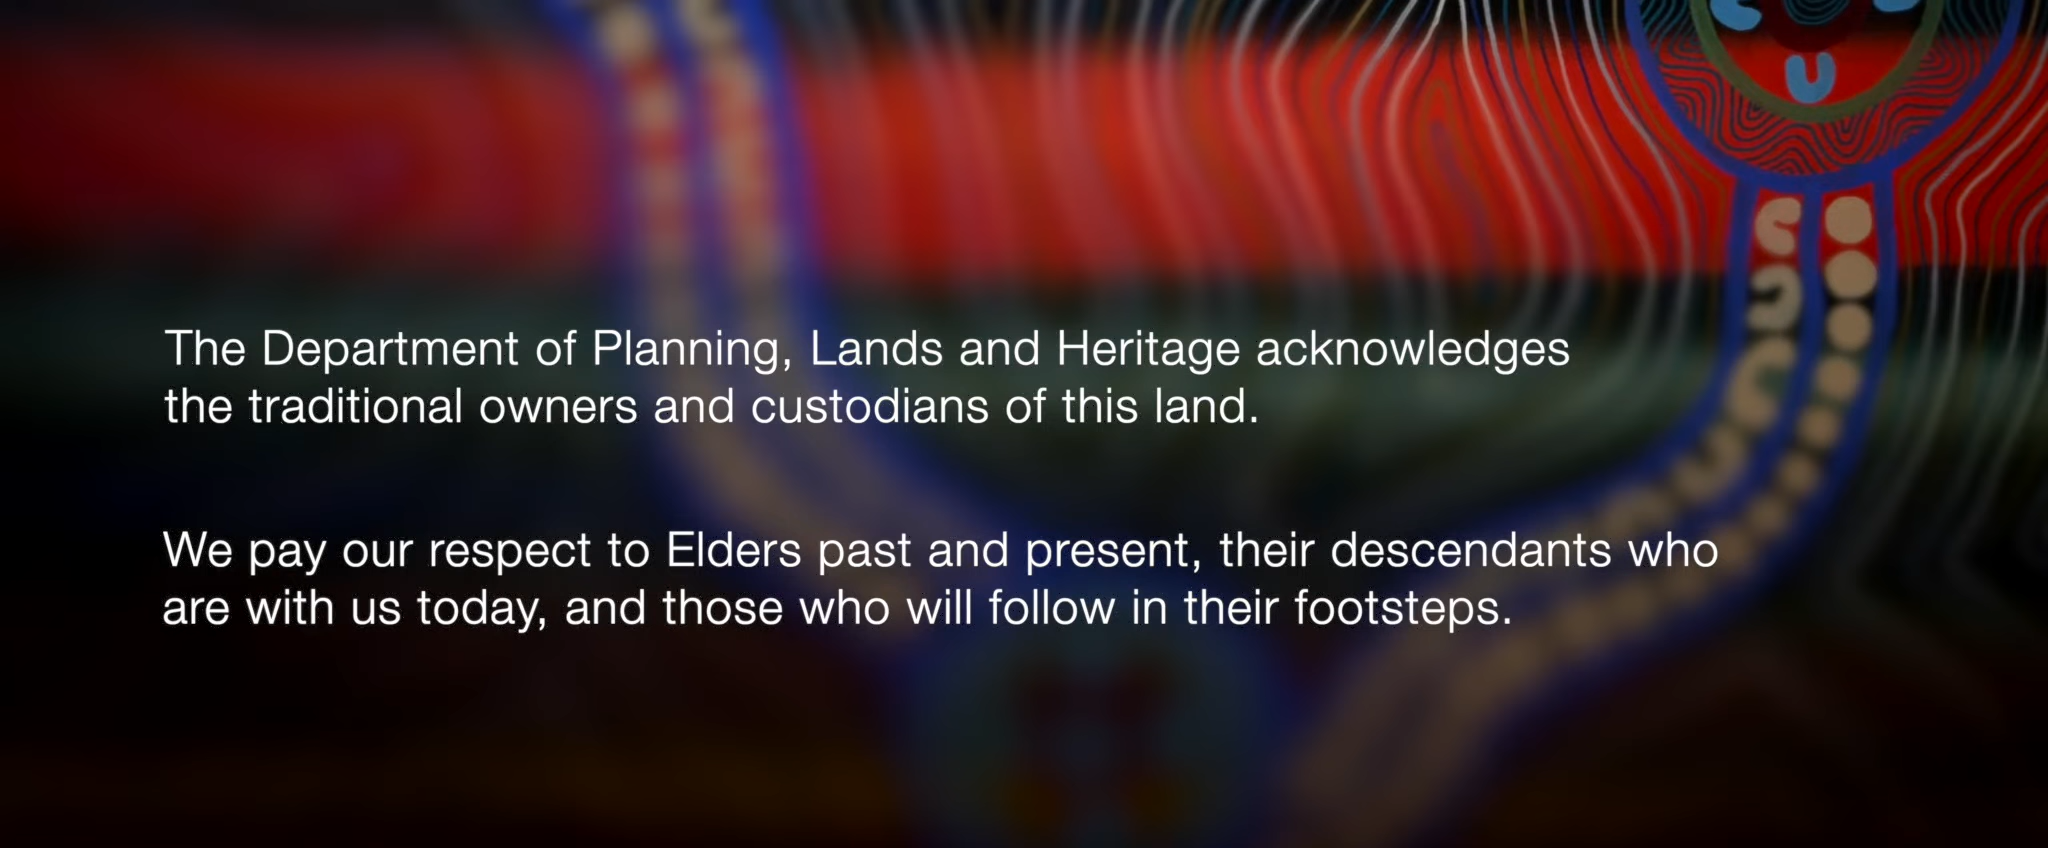 The Department of Planning, Lands and Heritage acknowledges
the traditional owners and custodians of this land.
We pay our respect to Elders past and present, their descendants who
are with us today, and those who will follow in their footsteps.